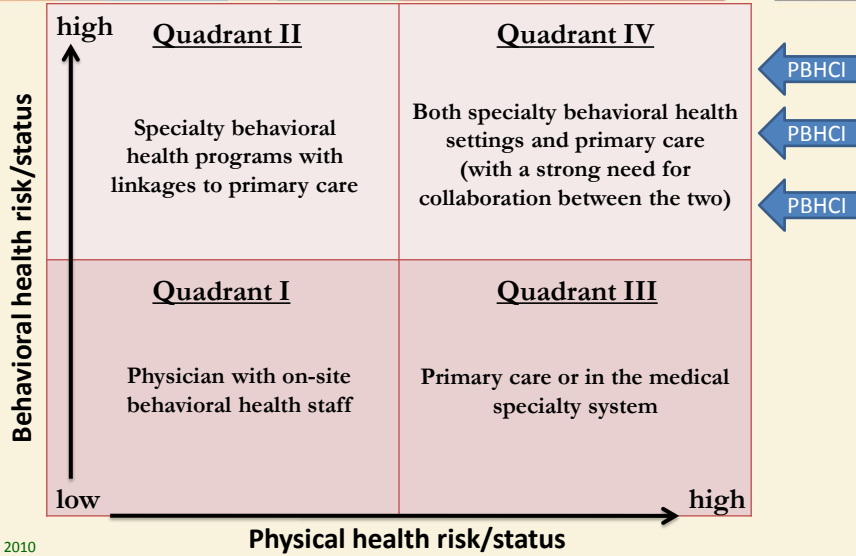 high
Quadrant II
Specialty behavioral
health programs with
linkages to primary care
Quadrant IV
Both specialty behavioral health
settings and primary care
(with a strong need for
collaboration between the two)
PBHCI
PBHCI
PBHCI
Behavioral health risk/status
Quadrant I
Physician with on-site
behavioral health staff
Quadrant III
Primary care or in the medical
specialty system
low
high
Physical health risk/status
2010